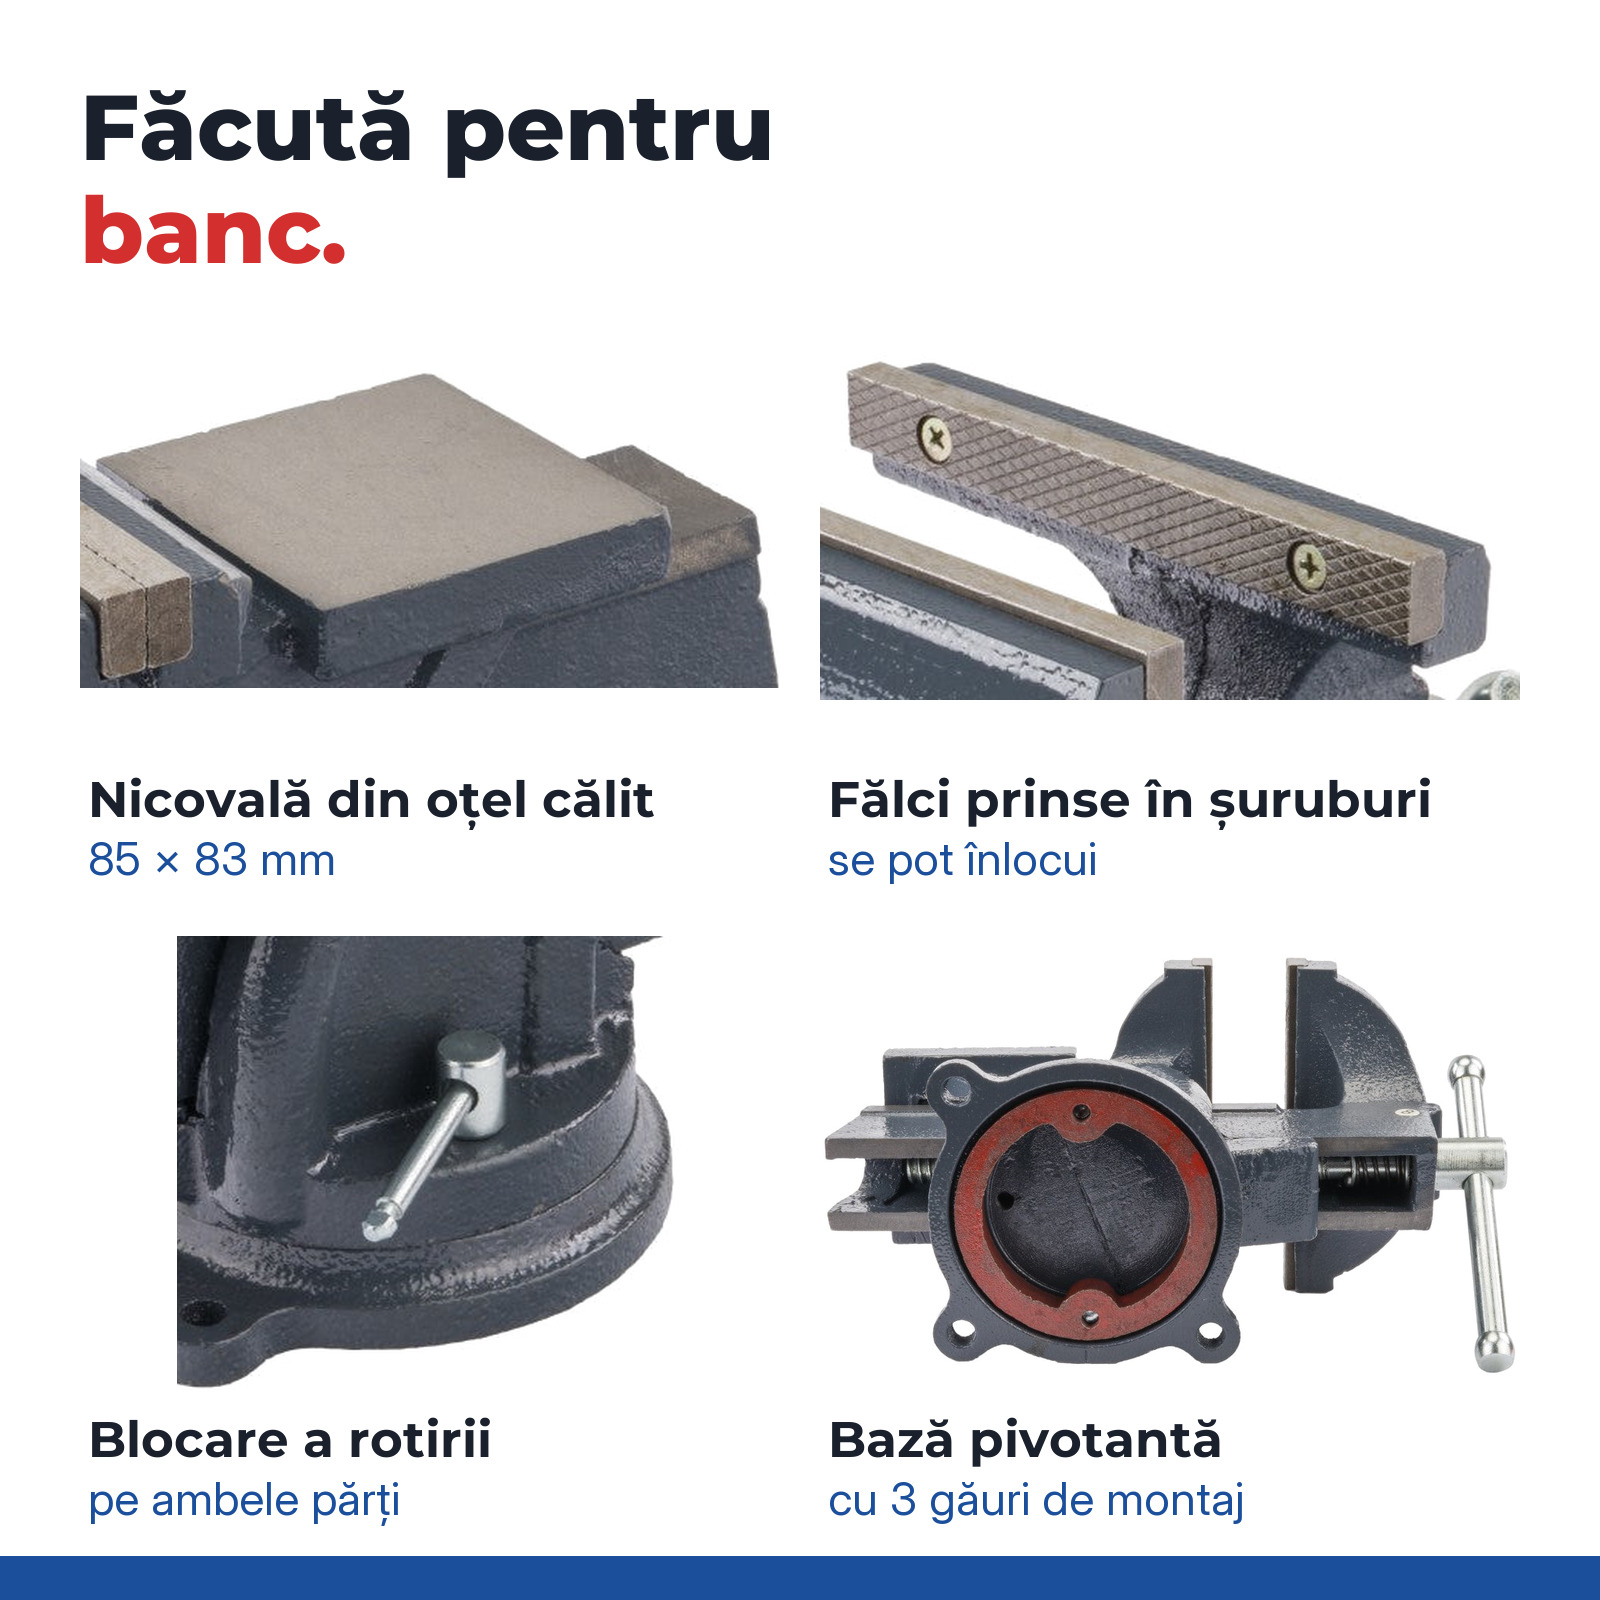 Făcută pentru
banc.
Nicovală din oțel călit
85 × 83 mm
Fălci prinse în șuruburi
se pot înlocui
Blocare a rotirii
pe ambele părți
Bază pivotantă
cu 3 găuri de montaj